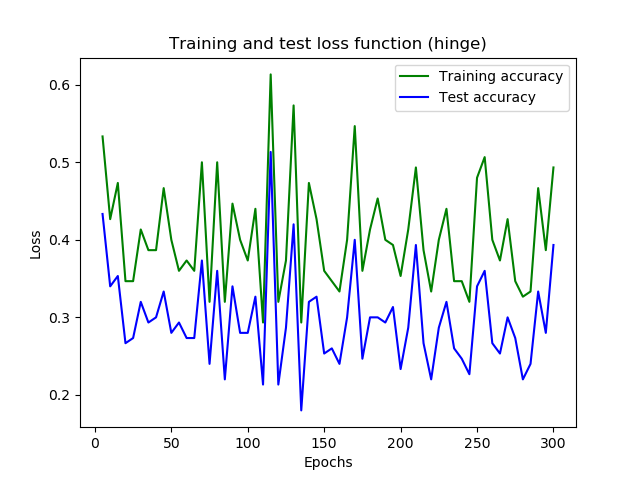 Training and test loss function (hinge)
Training accuracy
Test accuracy
Loss
0.6
0.5
0.4
0.3
0.2
0
50
100
150
200
250
300
Epochs